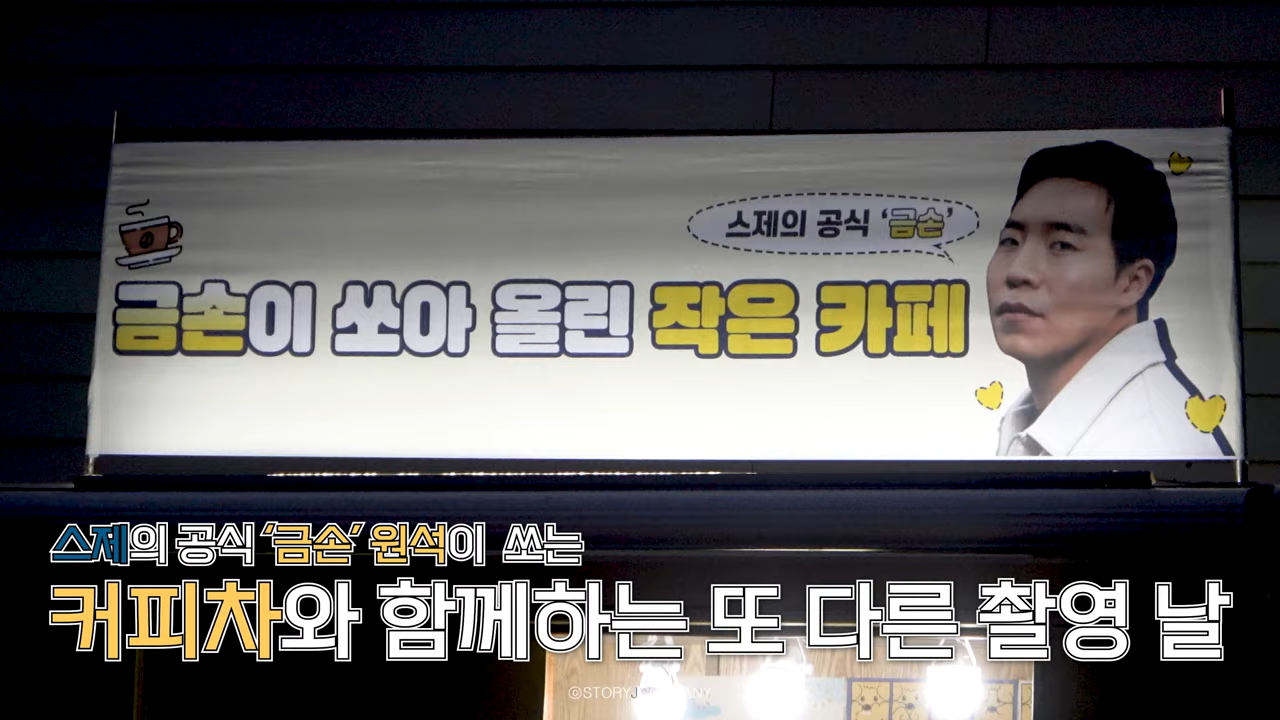 스제의 공식 ‘금손’
금손이 쏘아 올린 작은 카페
스제의 공식 ‘금손’ 원석이 쏘는
커피차와 함께하는 또 다른 촬영 날